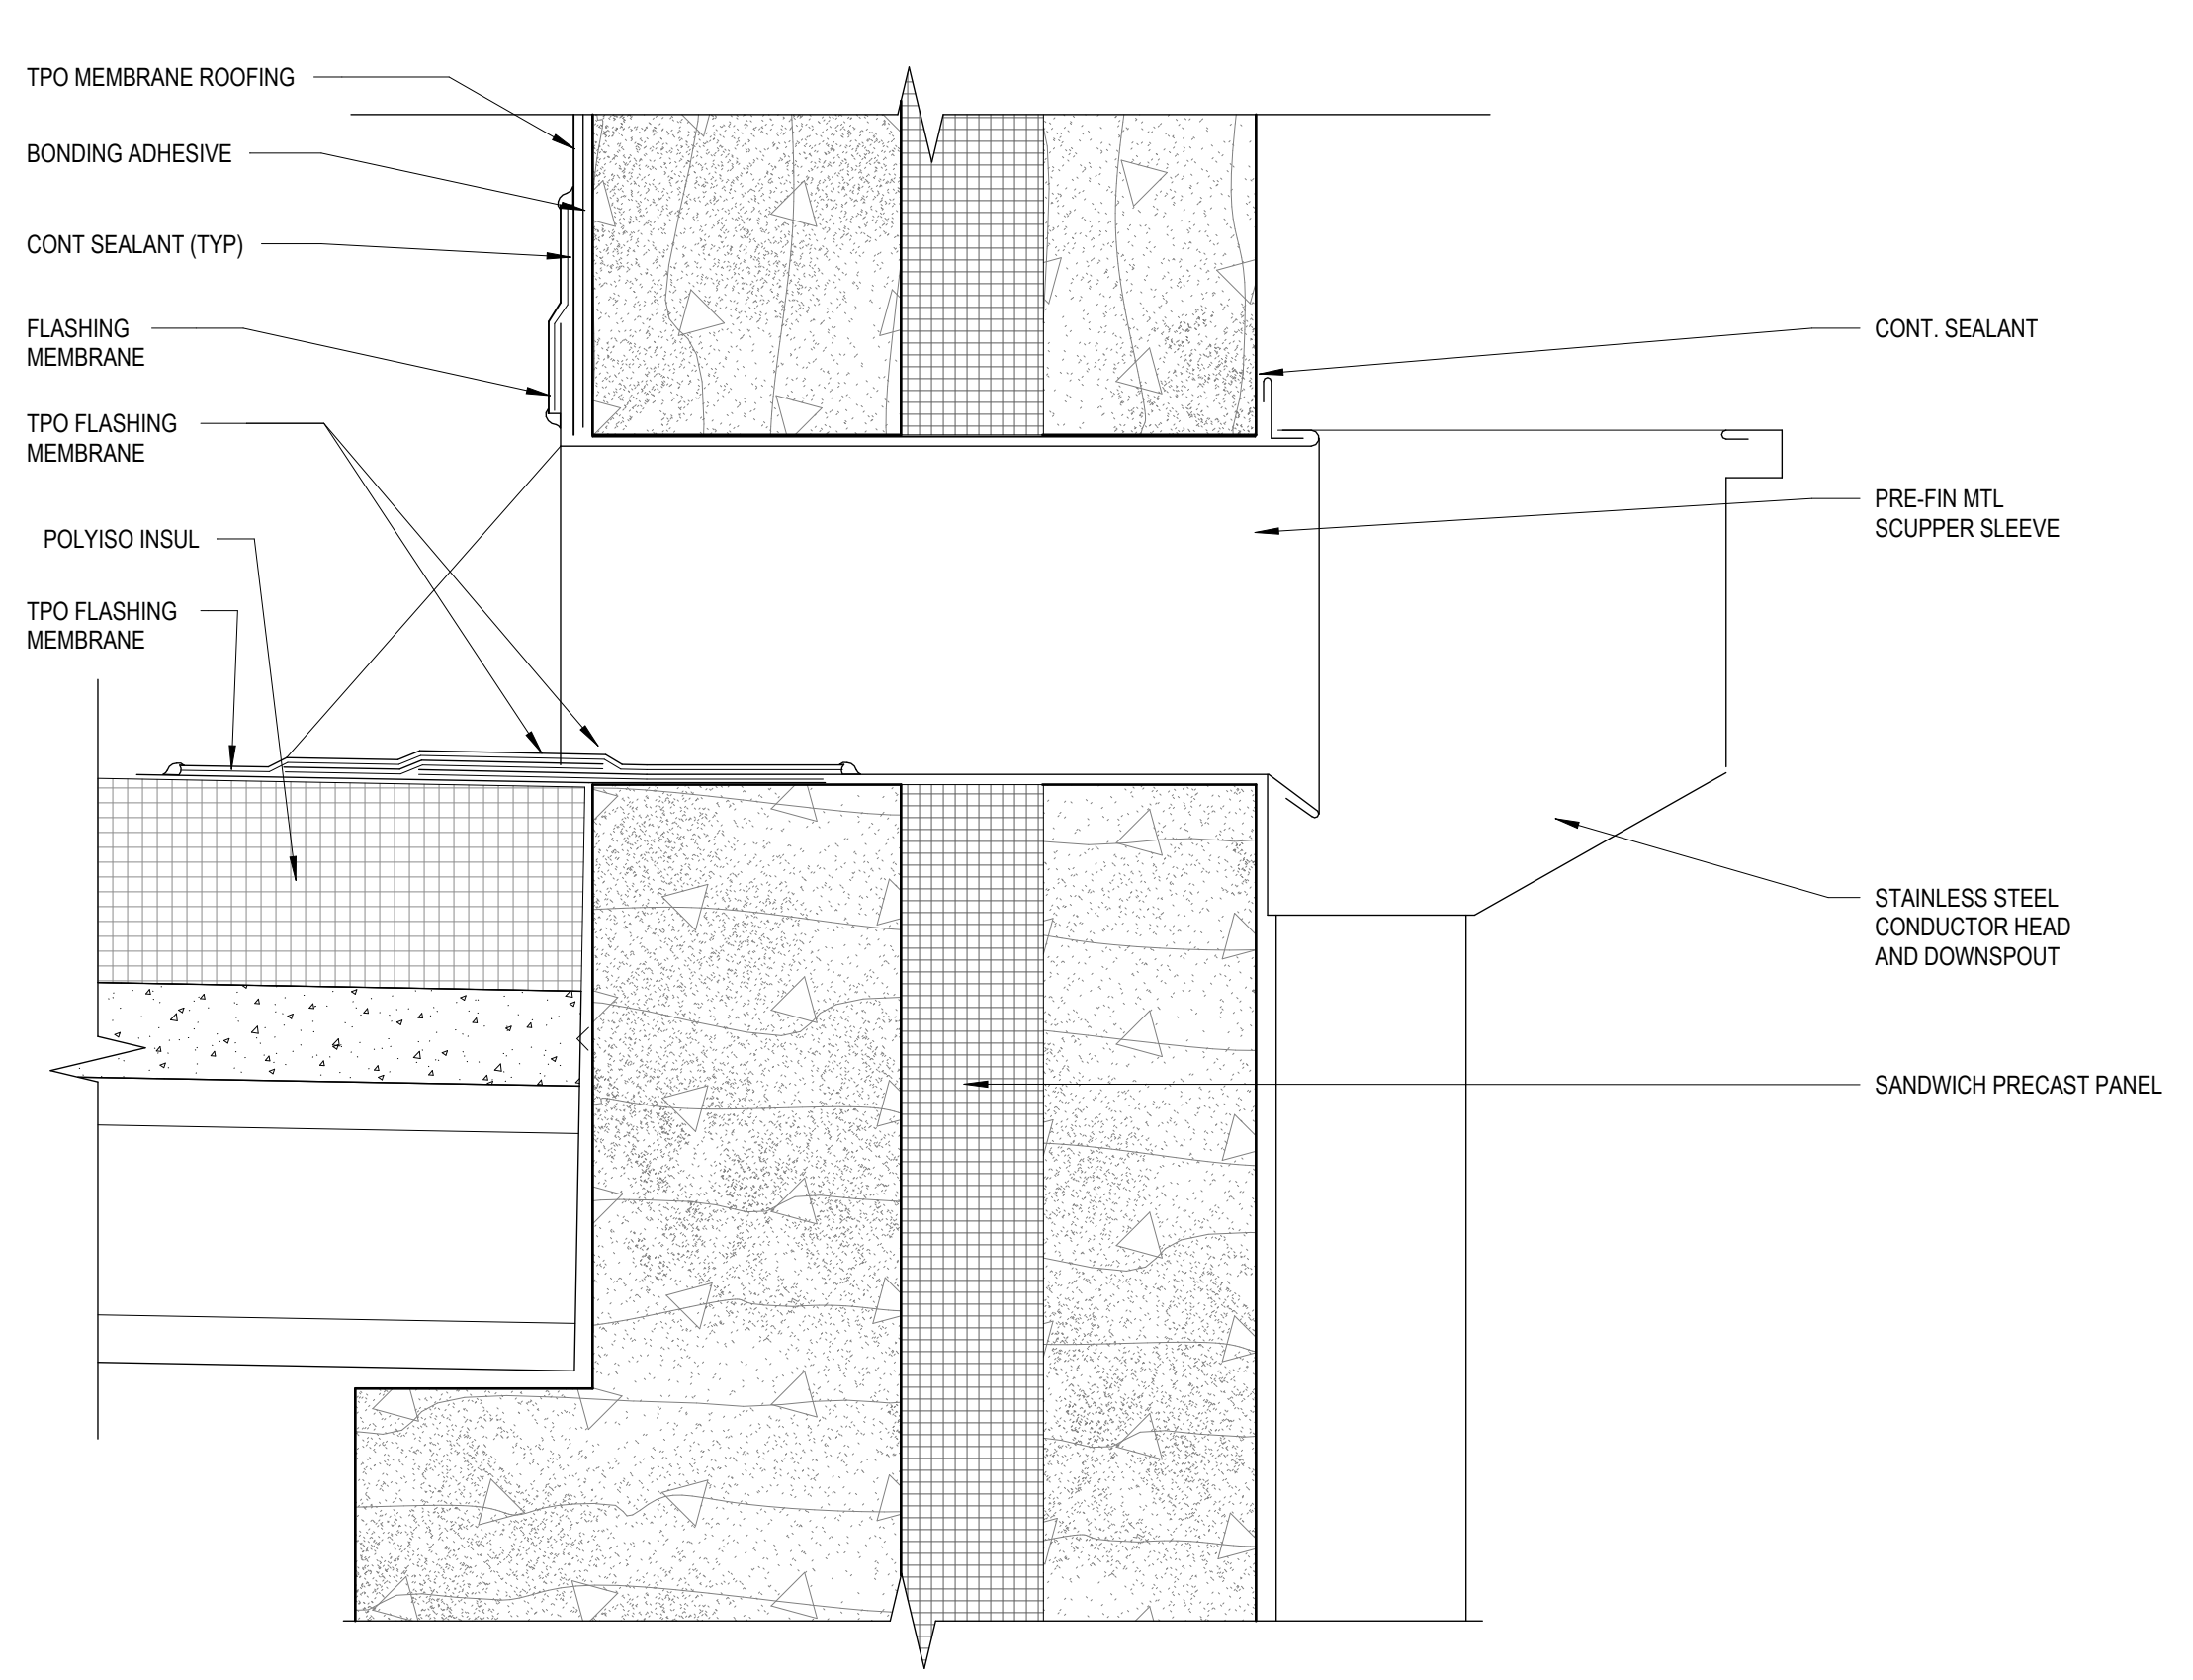 TPO MEMBRANE ROOFING
BONDING ADHESIVE
CONT SEALANT (TYP)
FLASHING
MEMBRANE
TPO FLASHING
MEMBRANE
POLYISO INSUL
TPO FLASHING
MEMBRANE
CONT. SEALANT
PRE-FIN MTL
SCUPPER SLEEVE
STAINLESS STEEL
CONDUCTOR HEAD
AND DOWNSPOUT
SANDWICH PRECAST PANEL